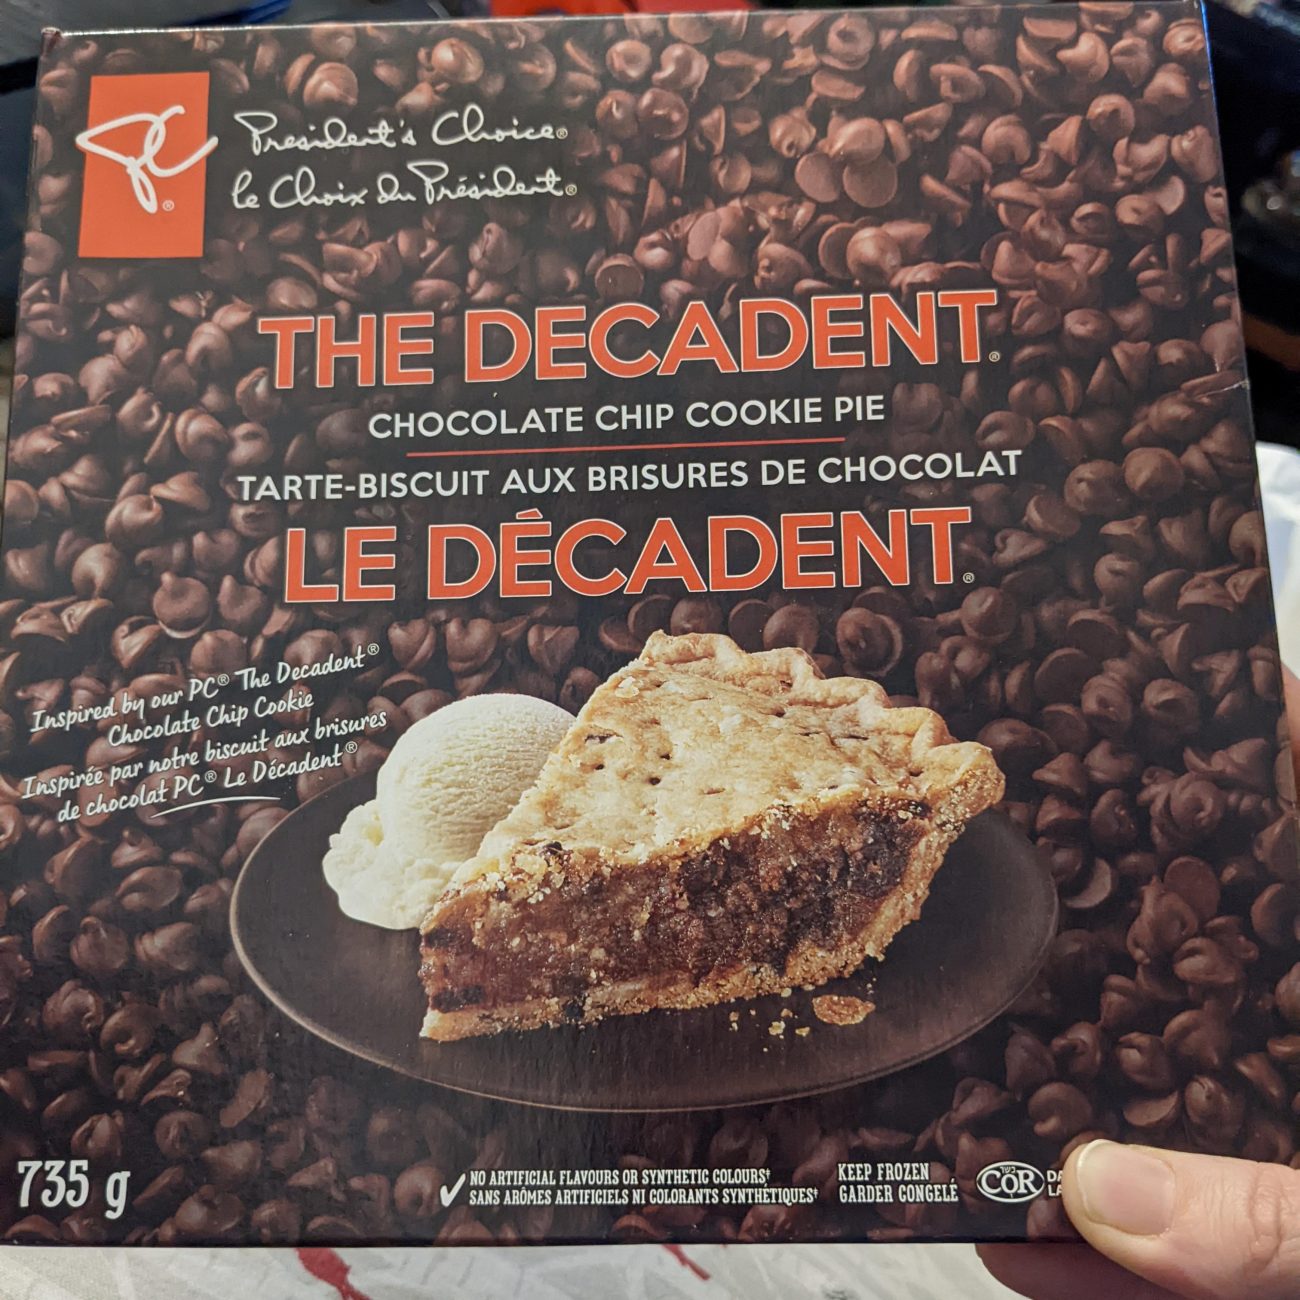 PC®
President's Choice®
le Choix du Président®
THE DECADENT®
CHOCOLATE CHIP COOKIE PIE
TARTE-BISCUIT AUX BRISURES DE CHOCOLAT
LE DÉCADENT®
Inspired by our PC® The Decadent®
Chocolate Chip Cookie
Inspirée par notre biscuit aux brisures
de chocolat PC® Le Décadent®
735 g
NO ARTIFICIAL FLAVOURS OR SYNTHETIC COLOURS†
SANS ARÔMES ARTIFICIELS NI COLORANTS SYNTHÉTIQUES†
KEEP FROZEN
GARDER CONGELÉ
כשר
COR